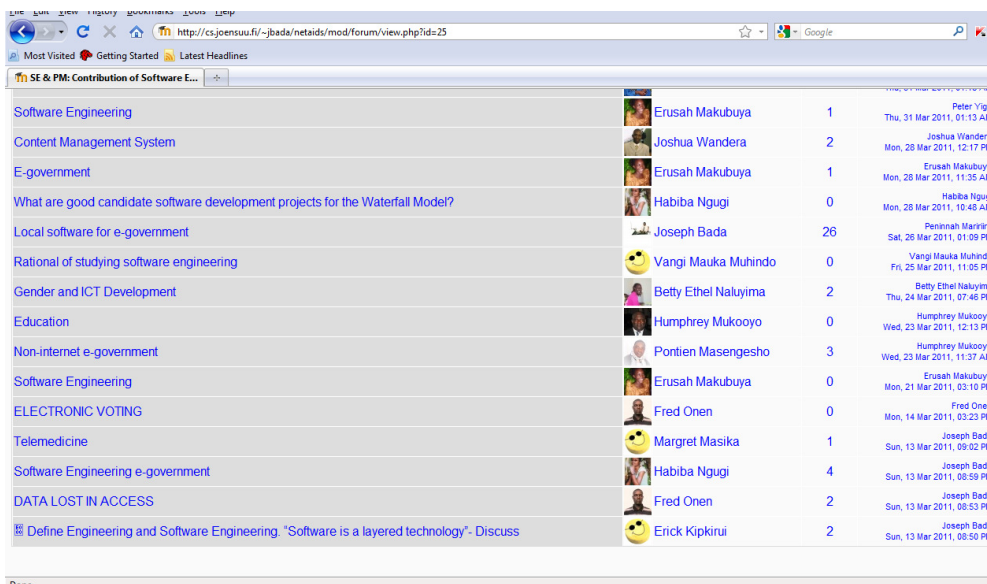 File Edit View History Bookmarks Tools Help
http://cs.joensuu.fi/~jbada/netaids/mod/forum/view.php?id=25
Google
Most Visited Getting Started Latest Headlines
SE & PM: Contribution of Software E...
Software Engineering Erusah Makubuya 1 Peter Yig
Thu, 31 Mar 2011, 01:13 A
Content Management System Joshua Wandera 2 Joshua Wander
Mon, 28 Mar 2011, 12:17 P
E-government Erusah Makubuya 1 Erusah Makubuy
Mon, 28 Mar 2011, 11:35 A
What are good candidate software development projects for the Waterfall Model? Habiba Ngugi 0 Habiba Ngu
Mon, 28 Mar 2011, 10:48 A
Local software for e-government Joseph Bada 26 Peninnah
Sat, 26 Mar 2011, 01:09 P
Rational of studying software engineering Vangi Mauka Muhindo 0 Vangi Mauka Muhind
Fri, 25 Mar 2011, 11:05 P
Gender and ICT Development Betty Ethel Naluyima 2 Betty Ethel Naluyim
Thu, 24 Mar 2011, 07:46 P
Education Humphrey Mukooyo 0 Humphrey Mukooy
Wed, 23 Mar 2011, 12:13 P
Non-internet e-government Pontien Masengesho 3 Humphrey Mukooy
Wed, 23 Mar 2011, 11:37 A
Software Engineering Erusah Makubuya 0 Erusah Makubuy
Mon, 21 Mar 2011, 03:10 P
ELECTRONIC VOTING Fred Onen 0 Fred One
Mon, 14 Mar 2011, 03:23 P
Telemedicine Margret Masika 1 Joseph Bad
Sun, 13 Mar 2011, 09:02 P
Software Engineering e-government Habiba Ngugi 4 Joseph Bad
Sun, 13 Mar 2011, 08:59 P
DATA LOST IN ACCESS Fred Onen 2 Joseph Bad
Sun, 13 Mar 2011, 08:53 P
Define Engineering and Software Engineering. “Software is a layered technology”- Discuss Erick Kipkirui 2 Joseph Bad
Sun, 13 Mar 2011, 08:50 P